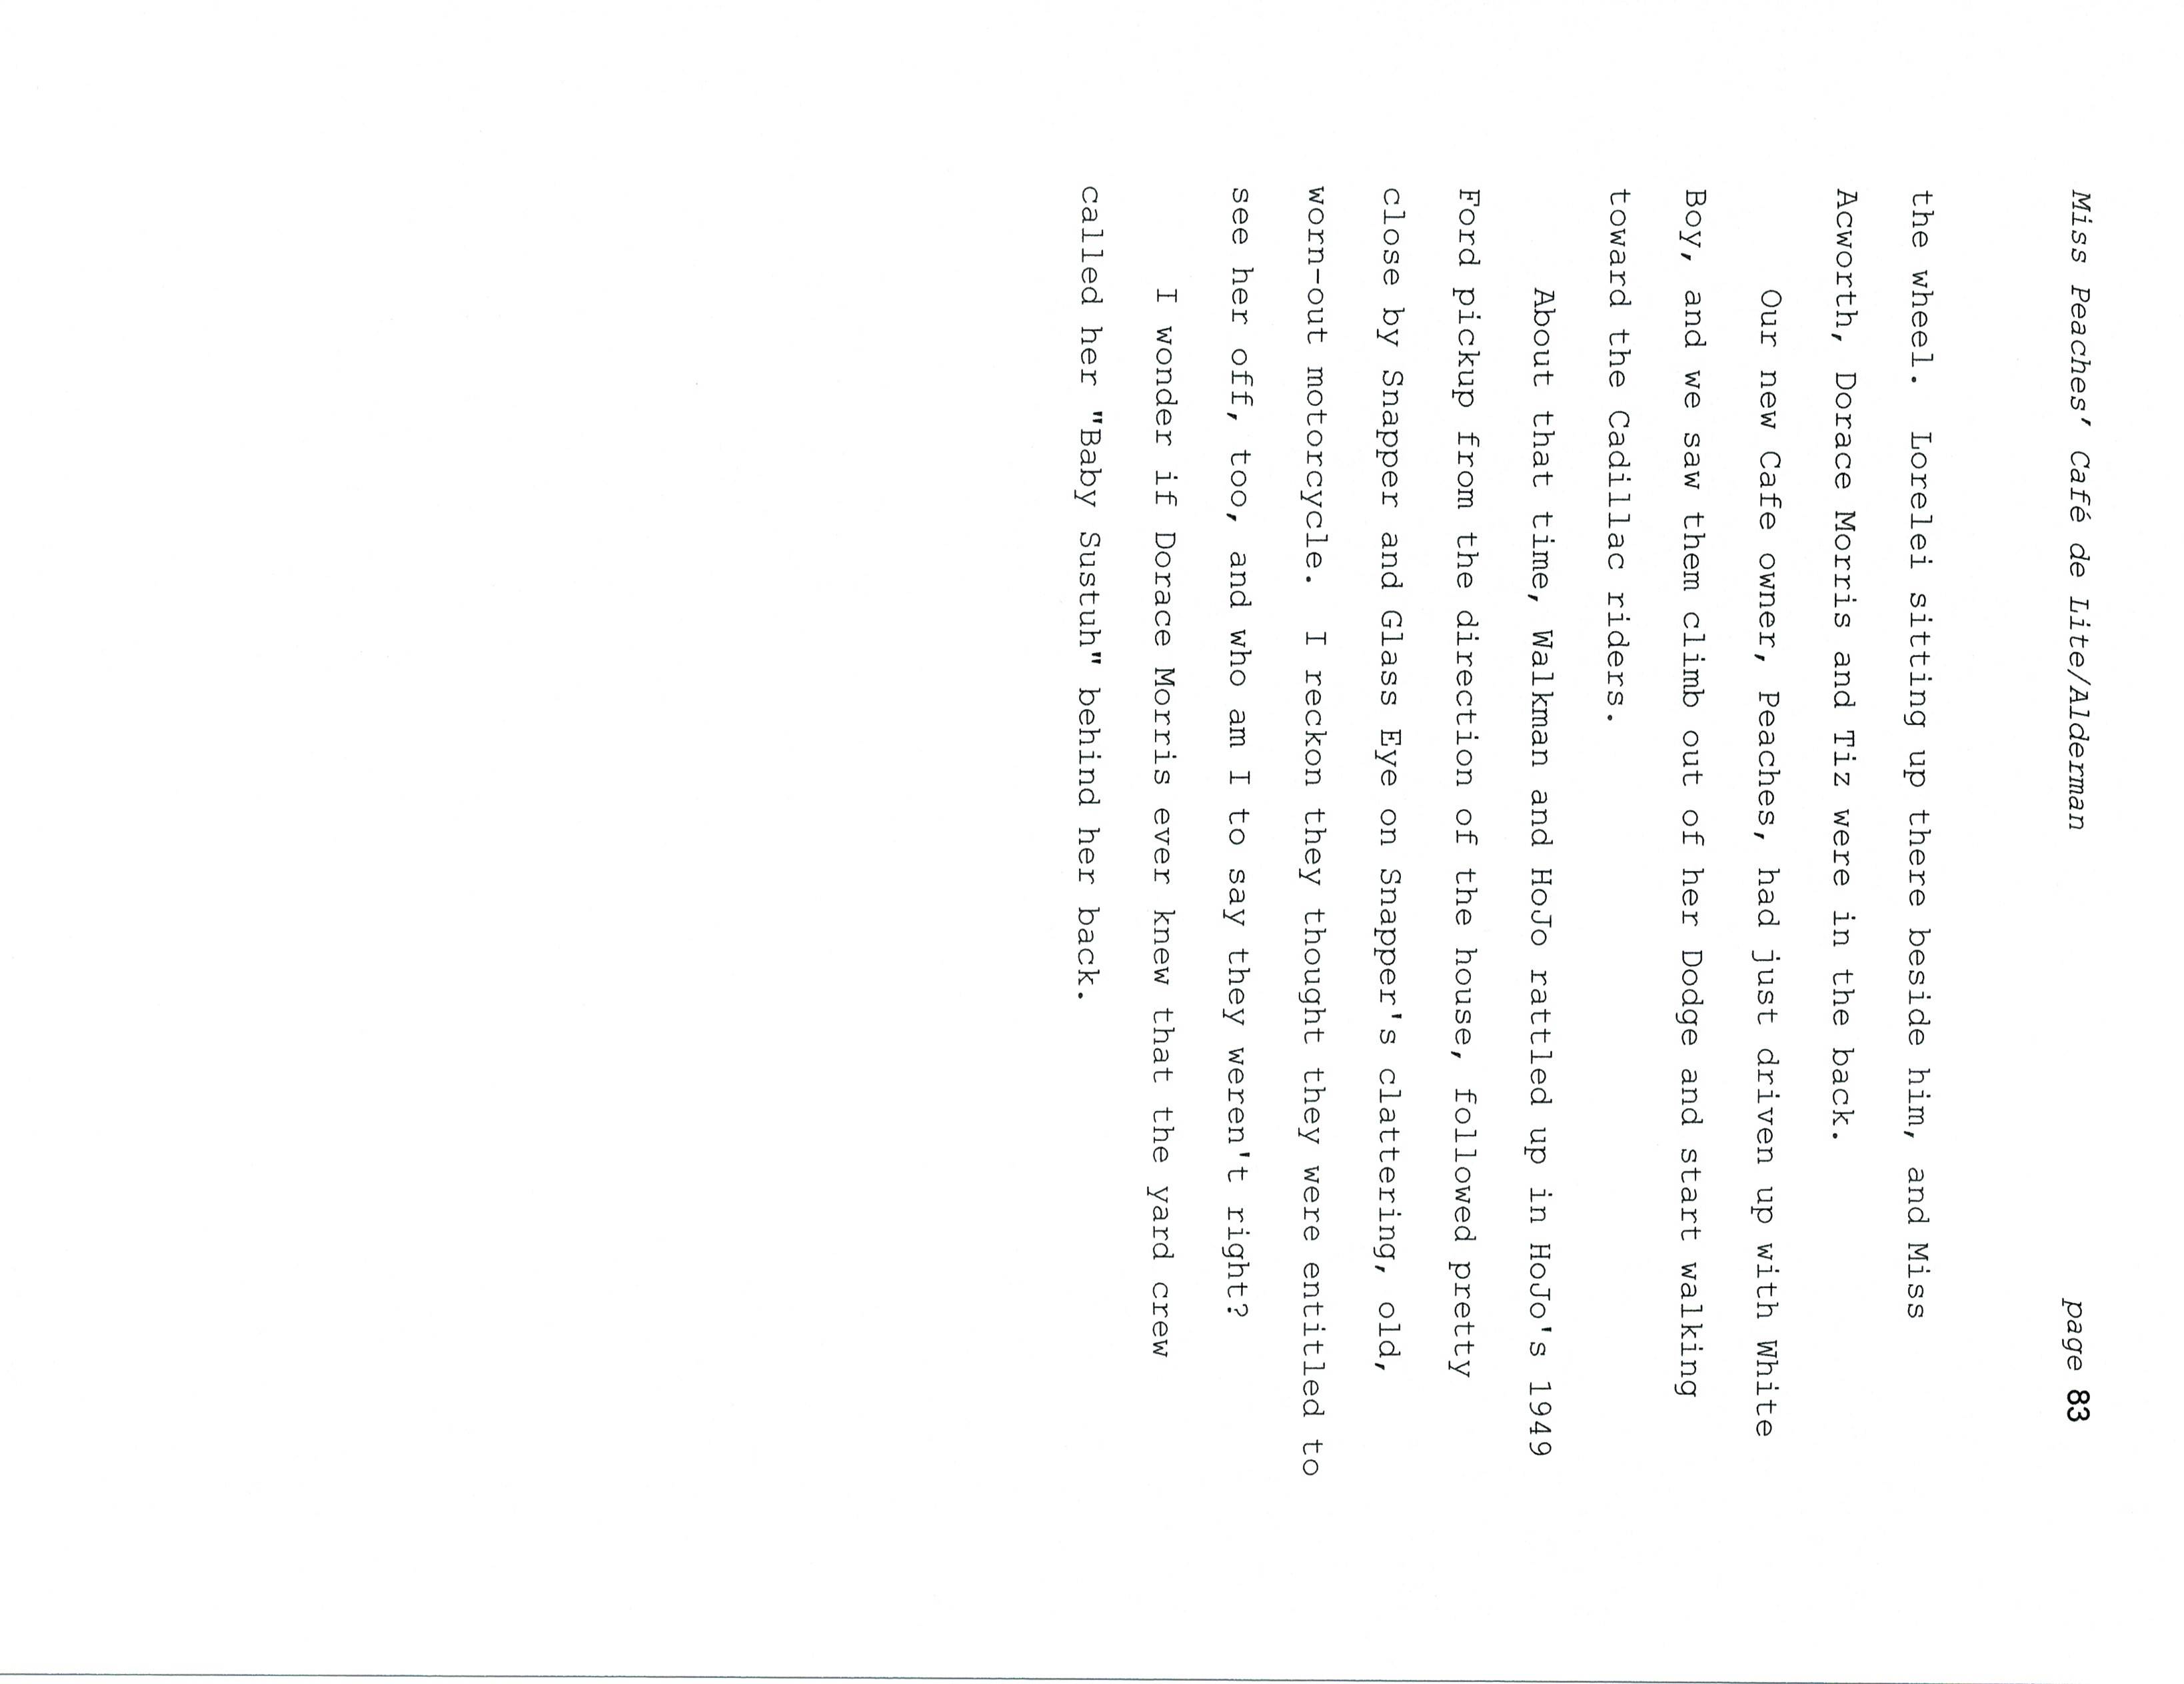 Miss Peaches' Café de Lite/Alderman page 83
the wheel.  Lorelei sitting up there beside him, and Miss
Acworth, Dorace Morris and Tiz were in the back.
Our new Cafe owner, Peaches, had just driven up with White
Boy, and we saw them climb out of her Dodge and start walking
toward the Cadillac riders.
About that time, Walkman and HoJo rattled up in HoJo's 1949
Ford pickup from the direction of the house, followed pretty
close by Snapper and Glass Eye on Snapper's clattering, old,
worn-out motorcycle.  I reckon they thought they were entitled to
see her off, too, and who am I to say they weren't right?
I wonder if Dorace Morris ever knew that the yard crew
called her "Baby Sustuh" behind her back.